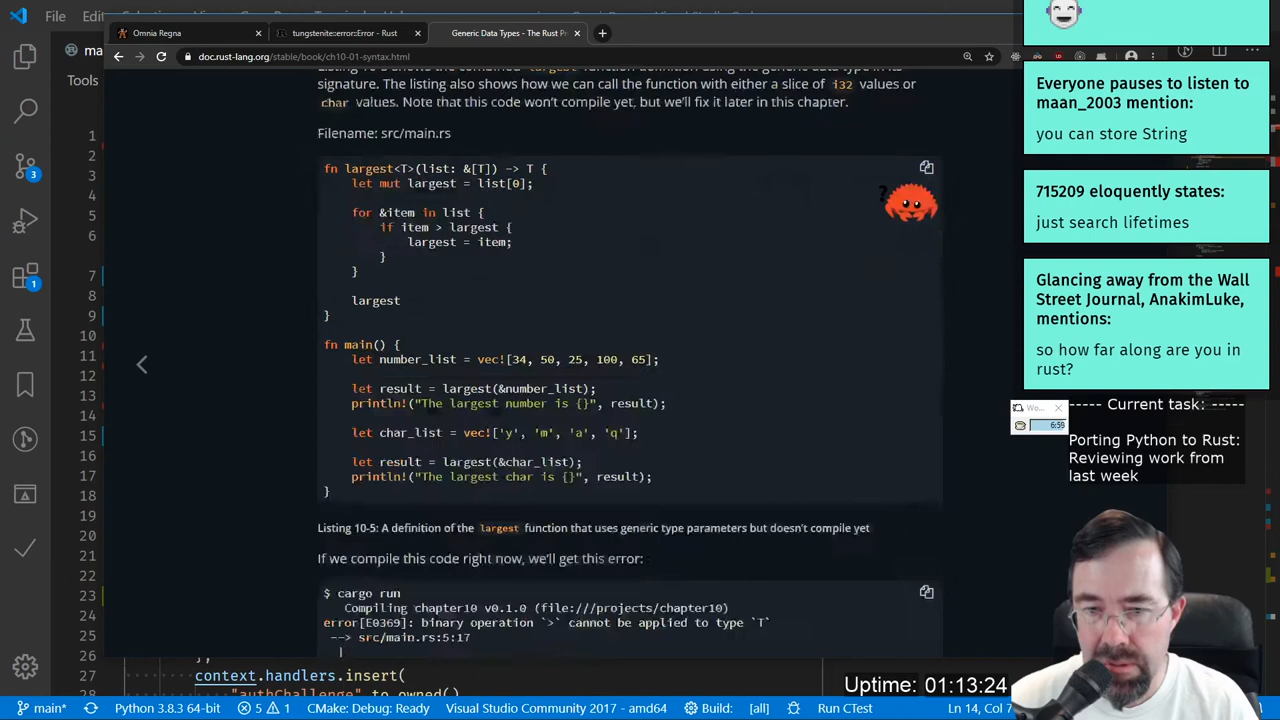 File
Omnia Regna
tungstenite::error::Error - Rust
Generic Data Types - The Rust Pr
doc.rust-lang.org/stable/book/ch10-01-syntax.html
ma
Tools
signature. The listing also shows how we can call the function with either a slice of i32 values or
char values. Note that this code won't compile yet, but we'll fix it later in this chapter.
Filename: src/main.rs
fn largest<T>(list: &[T]) -> T {
let mut largest = list[0];
for &item in list {
if item > largest {
largest = item;
}
}
largest
}
fn main() {
let number_list = vec![34, 50, 25, 100, 65];
let result = largest(&number_list);
println!("The largest number is {}", result);
let char_list = vec!['y', 'm', 'a', 'q'];
let result = largest(&char_list);
println!("The largest char is {}", result);
}
Listing 10-5: A definition of the largest function that uses generic type parameters but doesn't compile yet
If we compile this code right now, we'll get this error:
$ cargo run
Compiling chapter10 v0.1.0 (file:///projects/chapter10)
error[E0369]: binary operation `>` cannot be applied to type `T`
--> src/main.rs:5:17
|
?
3
1
1
2
3
4
5
6
7
8
9
10
11
12
13
14
15
16
17
18
19
20
21
22
23
24
25
26
27
28
};
context.handlers.insert(
"authChallenge".to_owned()
Everyone pauses to listen to
maan_2003 mention:
you can store String
715209 eloquently states:
just search lifetimes
Glancing away from the Wall
Street Journal, AnakimLuke,
mentions:
so how far along are you in
rust?
Wo...
6:59
----- Current task: -----
Porting Python to Rust:
Reviewing work from
last week
Uptime: 01:13:24
main*
Python 3.8.3 64-bit
5
1
CMake: Debug: Ready
Visual Studio Community 2017 - amd64
Build:
[all]
Run CTest
Ln 14, Col 7